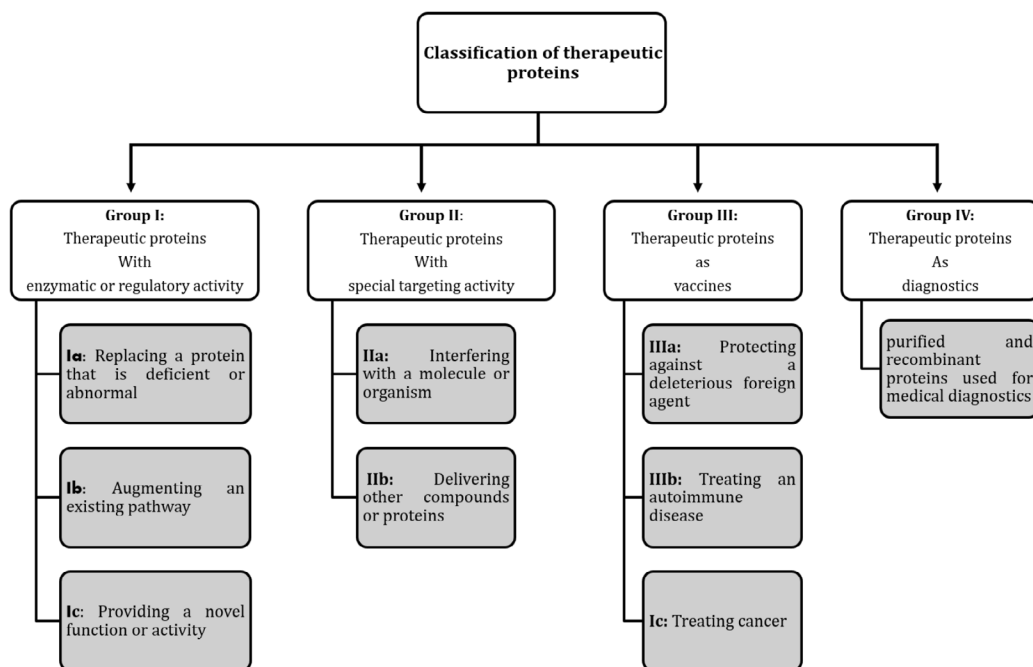 Classification of therapeutic
proteins
Group I:
Therapeutic proteins
With
enzymatic or regulatory activity
Ia: Replacing a protein
that is deficient or
abnormal
Ib: Augmenting an
existing pathway
Ic: Providing a novel
function or activity
Group II:
Therapeutic proteins
With
special targeting activity
IIa: Interfering
with a molecule or
organism
IIb: Delivering
other compounds
or proteins
Group III:
Therapeutic proteins
as
vaccines
IIIa: Protecting
against a
deleterious foreign
agent
IIIb: Treating an
autoimmune
disease
Ic: Treating cancer
Group IV:
Therapeutic proteins
As
diagnostics
purified and
recombinant
proteins used for
medical diagnostics